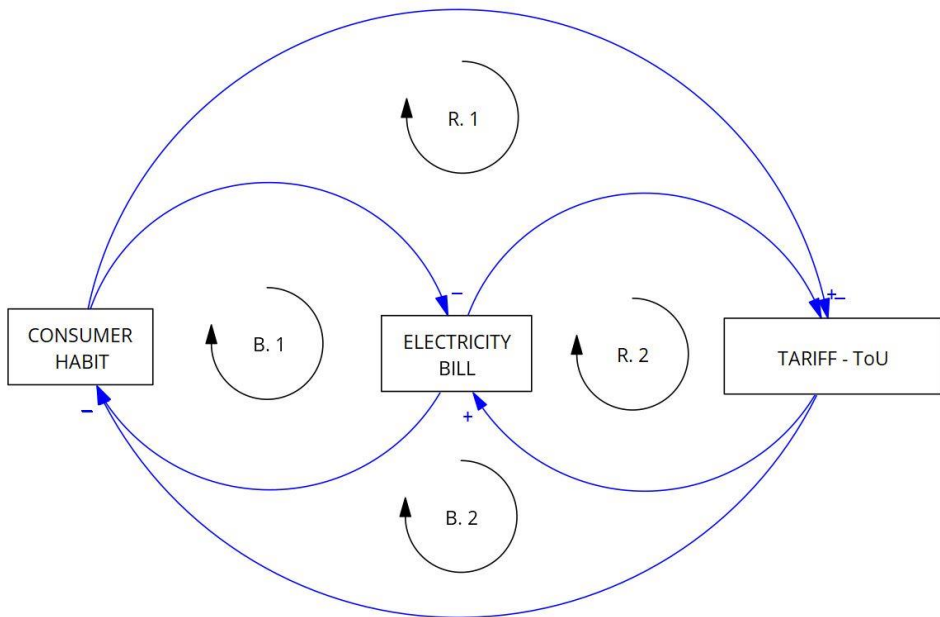 R. 1
CONSUMER
HABIT
B. 1
–
ELECTRICITY
BILL
R. 2
+–
TARIFF - ToU
–
+
B. 2